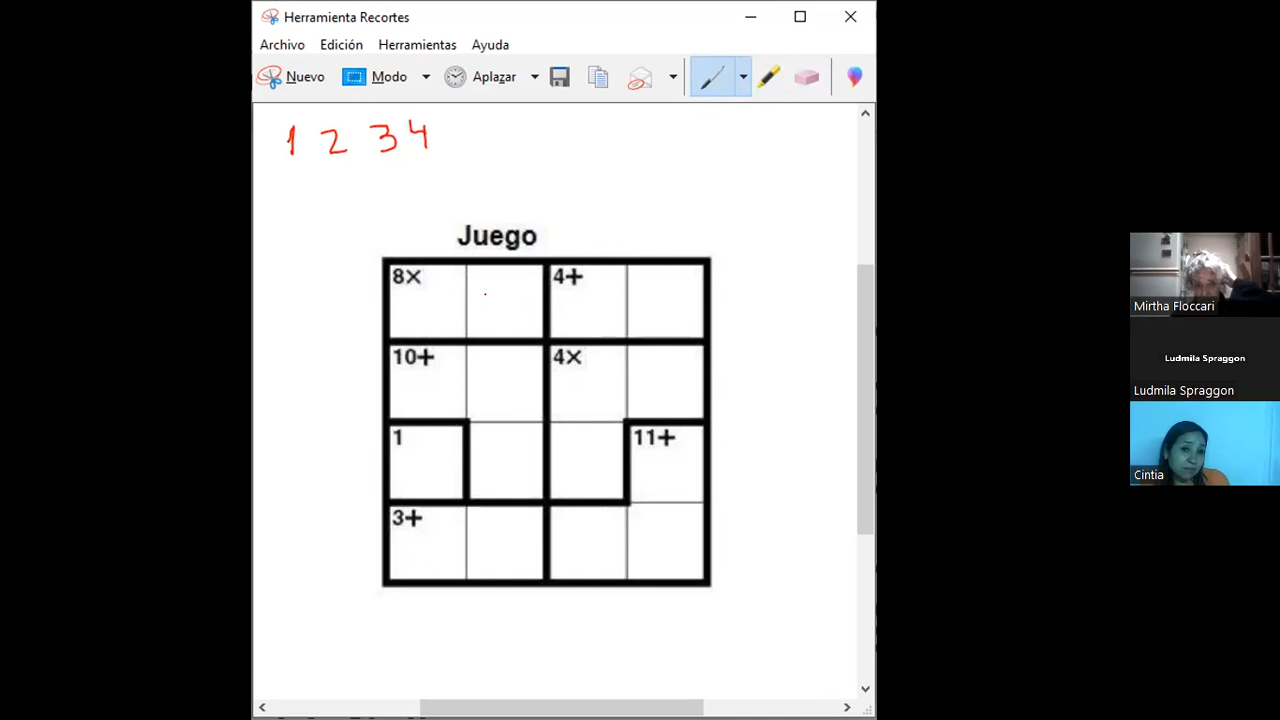 Herramienta Recortes
Archivo Edición Herramientas Ayuda
Nuevo Modo Aplazar
1 2 3 4
Juego
8× 4+
10+ 4×
1 11+
3+
Mirtha Floccari
Ludmila Spraggon
Ludmila Spraggon
Cintia